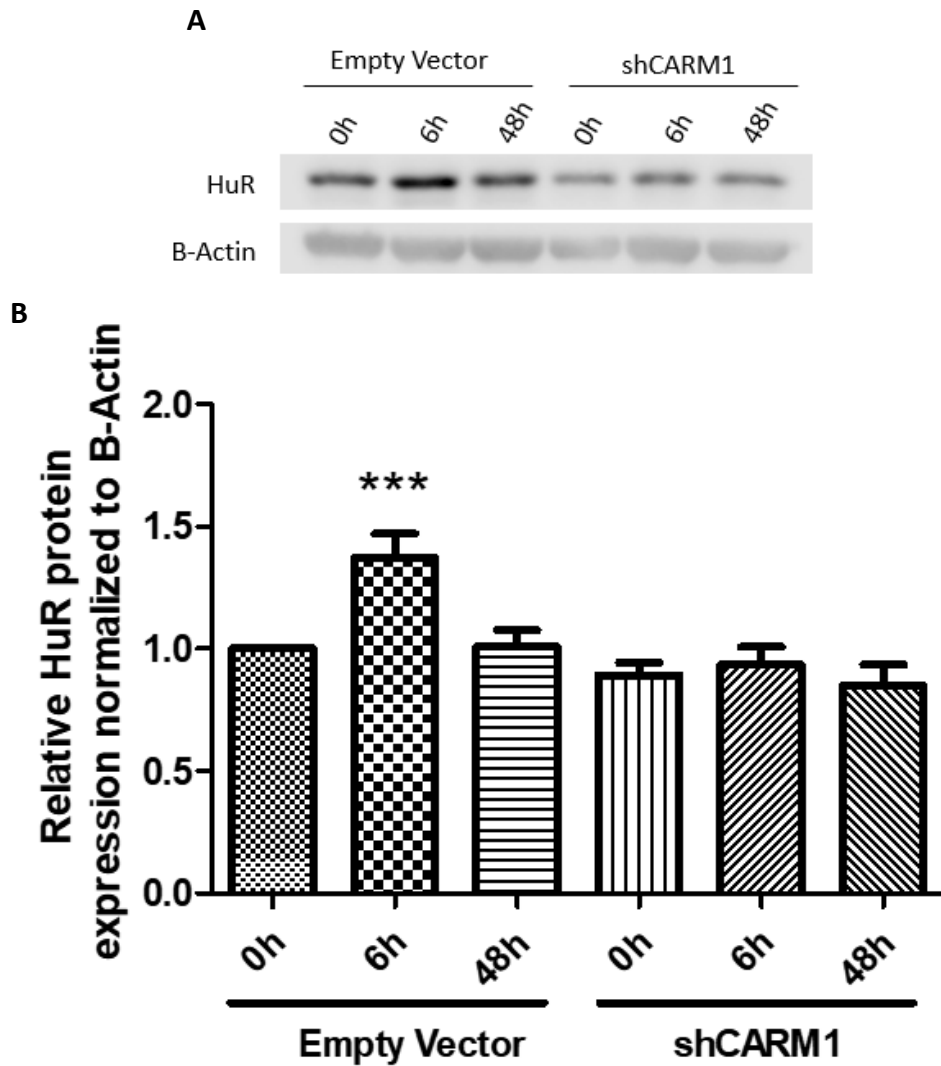 A
Empty Vector shCARM1
0h 6h 48h 0h 6h 48h
HuR
B-Actin
B
Relative HuR protein
expression normalized to B-Actin
2.0
1.5
1.0
0.5
0.0
***
0h 6h 48h 0h 6h 48h
Empty Vector shCARM1